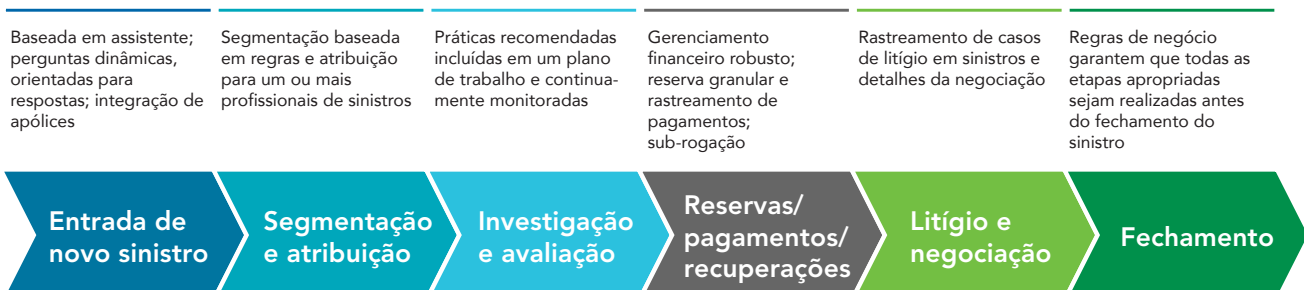 Baseada em assistente;
perguntas dinâmicas,
orientadas para
respostas; integração de
apólices
Segmentação baseada
em regras e atribuição
para um ou mais
profissionais de sinistros
Práticas recomendadas
incluídas em um plano
de trabalho e continua-
mente monitoradas
Gerenciamento
financeiro robusto;
reserva granular e
rastreamento de
pagamentos;
sub-rogação
Rastreamento de casos
de litígio em sinistros e
detalhes da negociação
Regras de negócio
garantem que todas as
etapas apropriadas
sejam realizadas antes
do fechamento do
sinistro
Entrada de
novo sinistro
Segmentação
e atribuição
Investigação
e avaliação
Reservas/
pagamentos/
recuperações
Litígio e
negociação
Fechamento